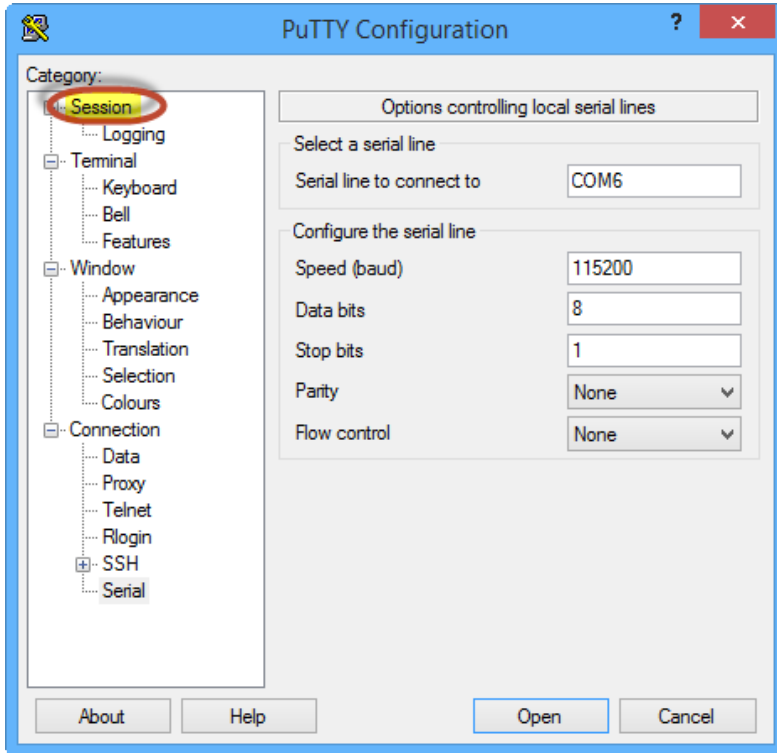 PuTTY Configuration
?
Category:
Session
Logging
Terminal
Keyboard
Bell
Features
Window
Appearance
Behaviour
Translation
Selection
Colours
Connection
Data
Proxy
Telnet
Rlogin
SSH
Serial
Options controlling local serial lines
Select a serial line
Serial line to connect to COM6
Configure the serial line
Speed (baud) 115200
Data bits 8
Stop bits 1
Parity None
Flow control None
About Help Open Cancel